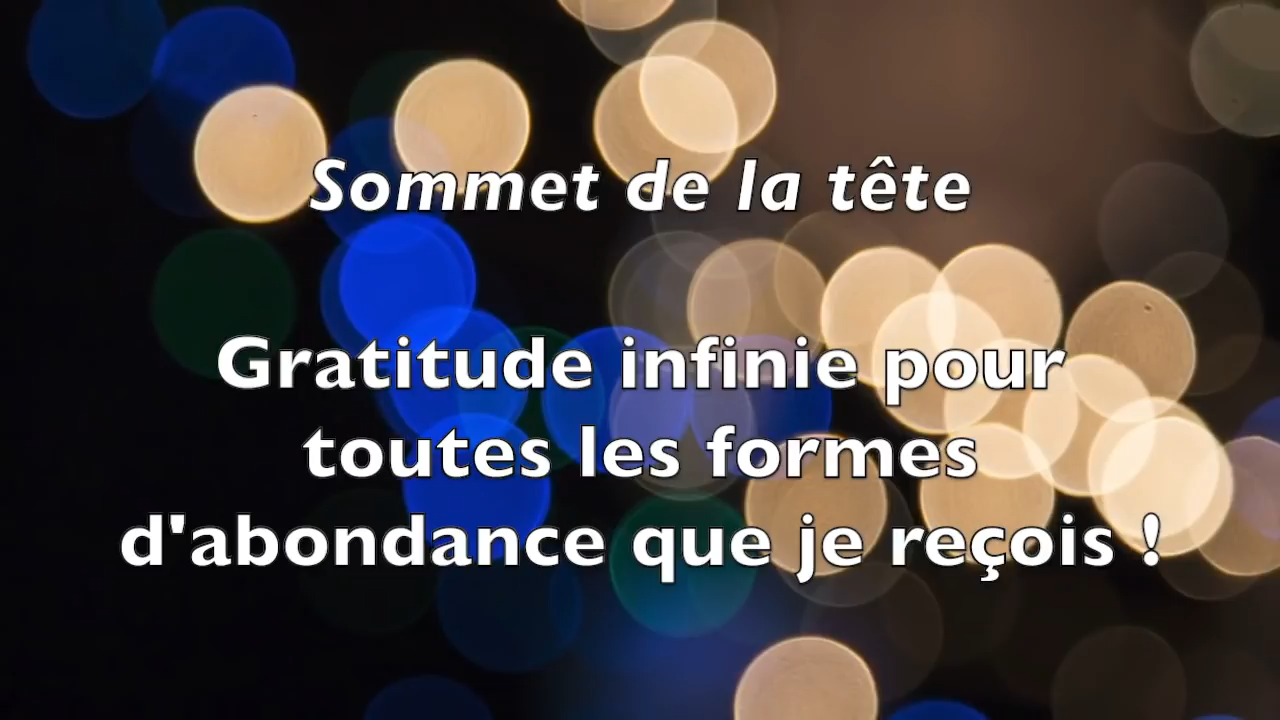 Sommet de la tête
Gratitude infinie pour
toutes les formes
d'abondance que je reçois !